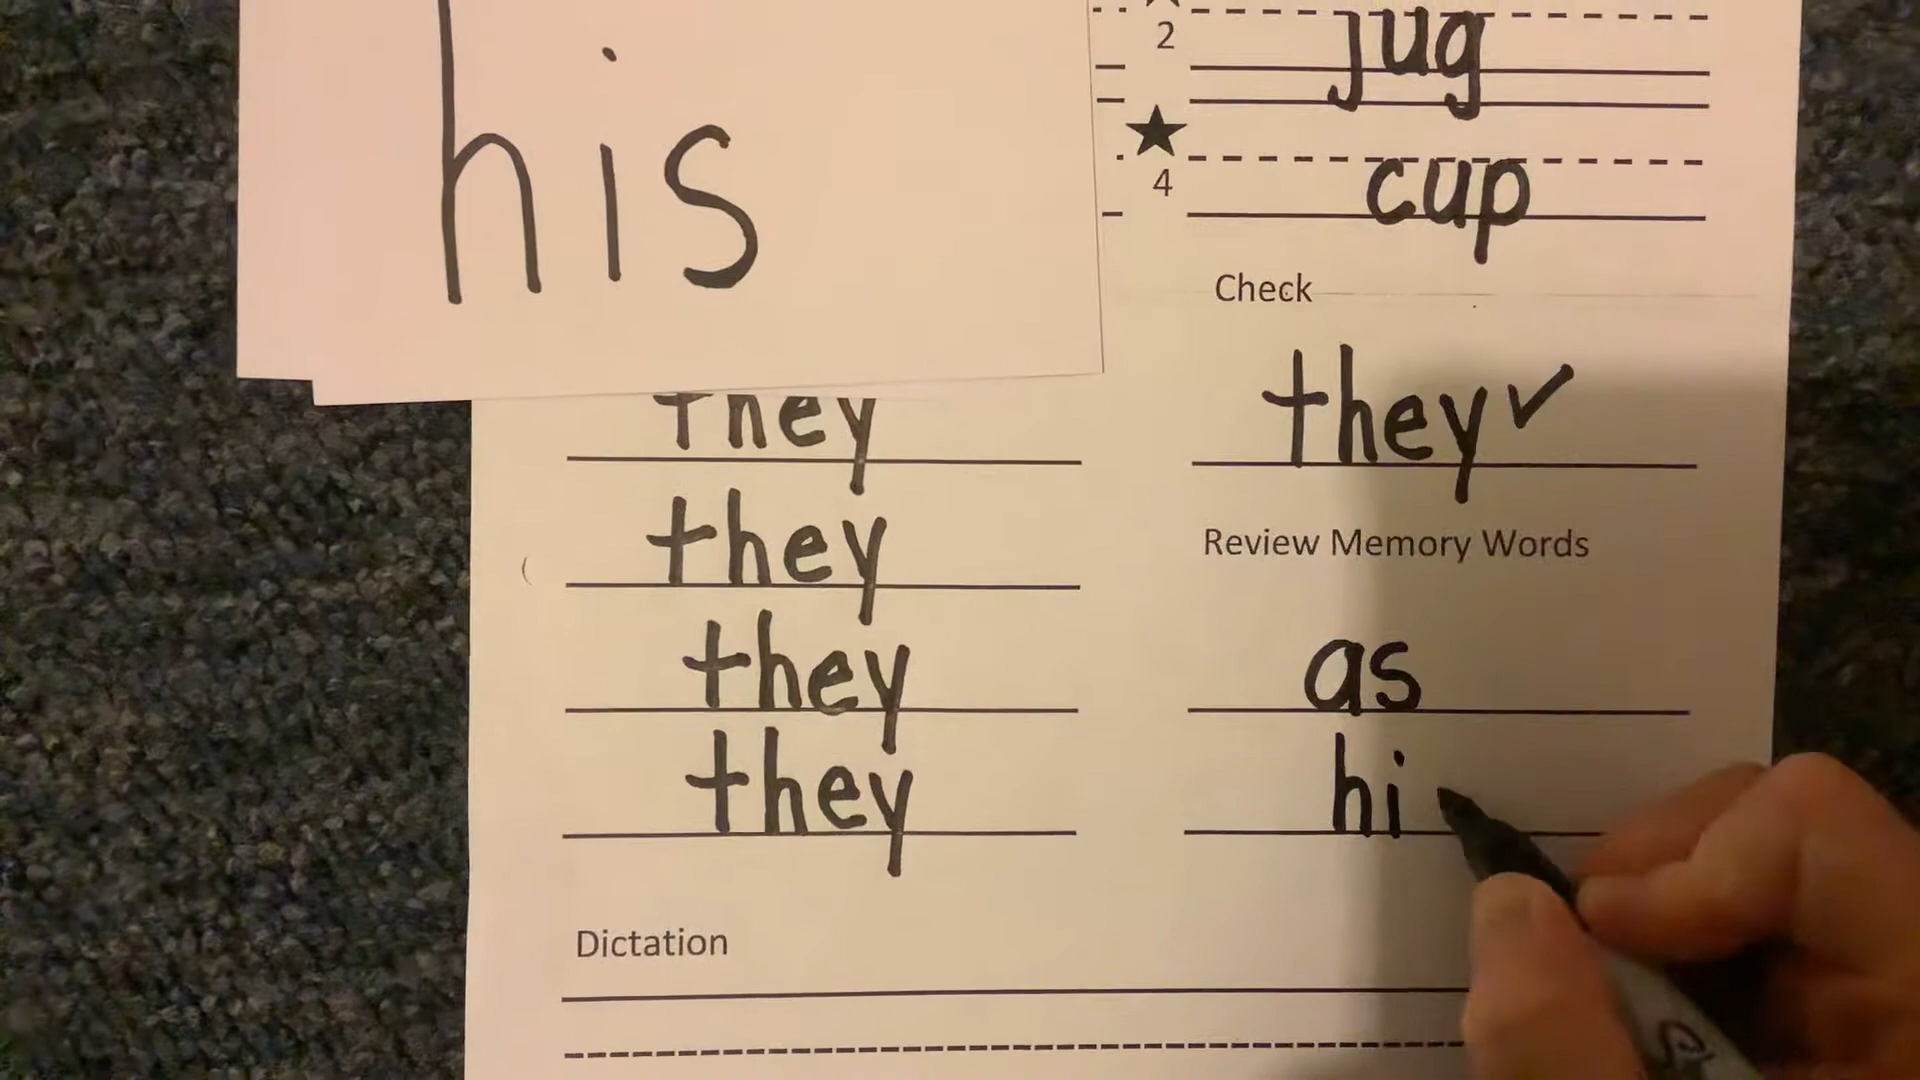 his
2
jug
4
cup
Check
they
they✓
they
Review Memory Words
they
as
they
hi
Dictation